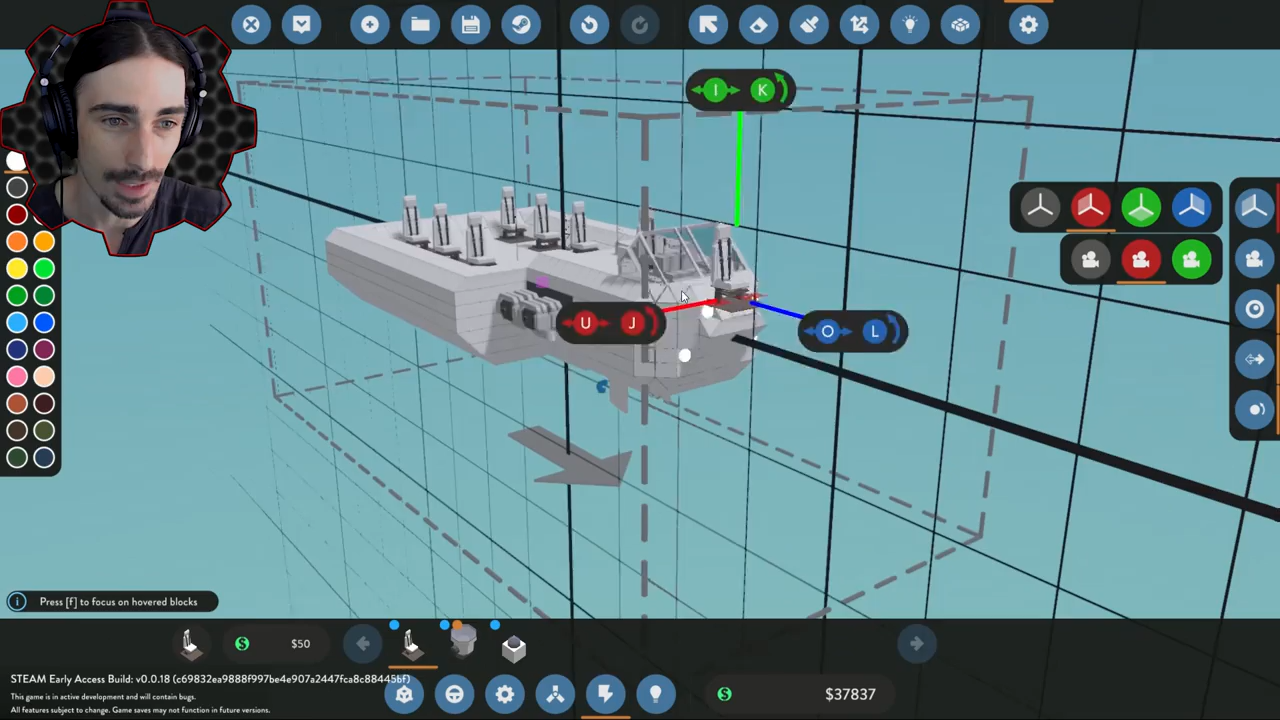 I K
U J
O L
Press [f] to focus on hovered blocks
$50
STEAM Early Access Build: v0.0.18 (c69832ea9888f997be4e907a2447fca8c88445bf)
This game is in active development and will contain bugs.
All features subject to change. Game saves may not function in future versions.
$37837